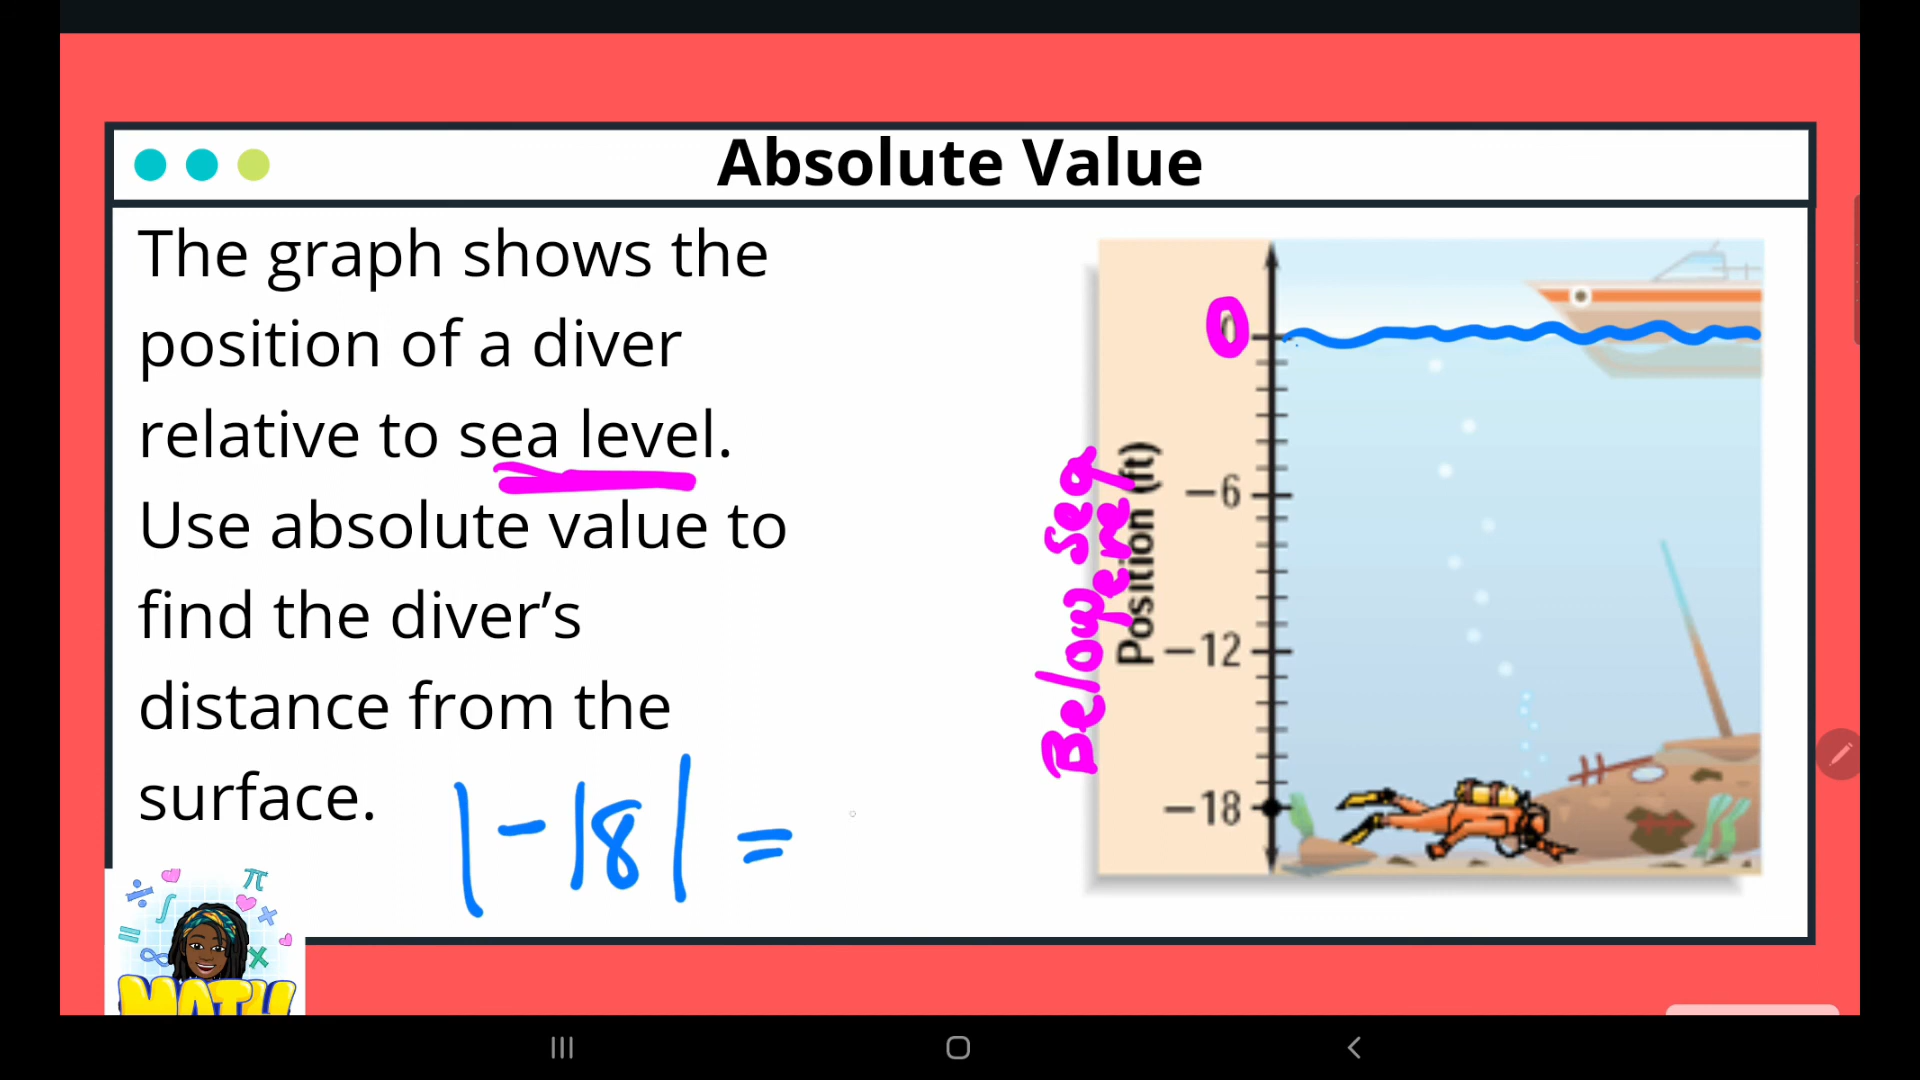 Absolute Value
The graph shows the
position of a diver
relative to sea level.
Use absolute value to
find the diver’s
distance from the
surface.
|-18| =
0
Position (ft)
Below sea
level
−6
−12
−18
÷ π ∫ × = ∞ x
MATH